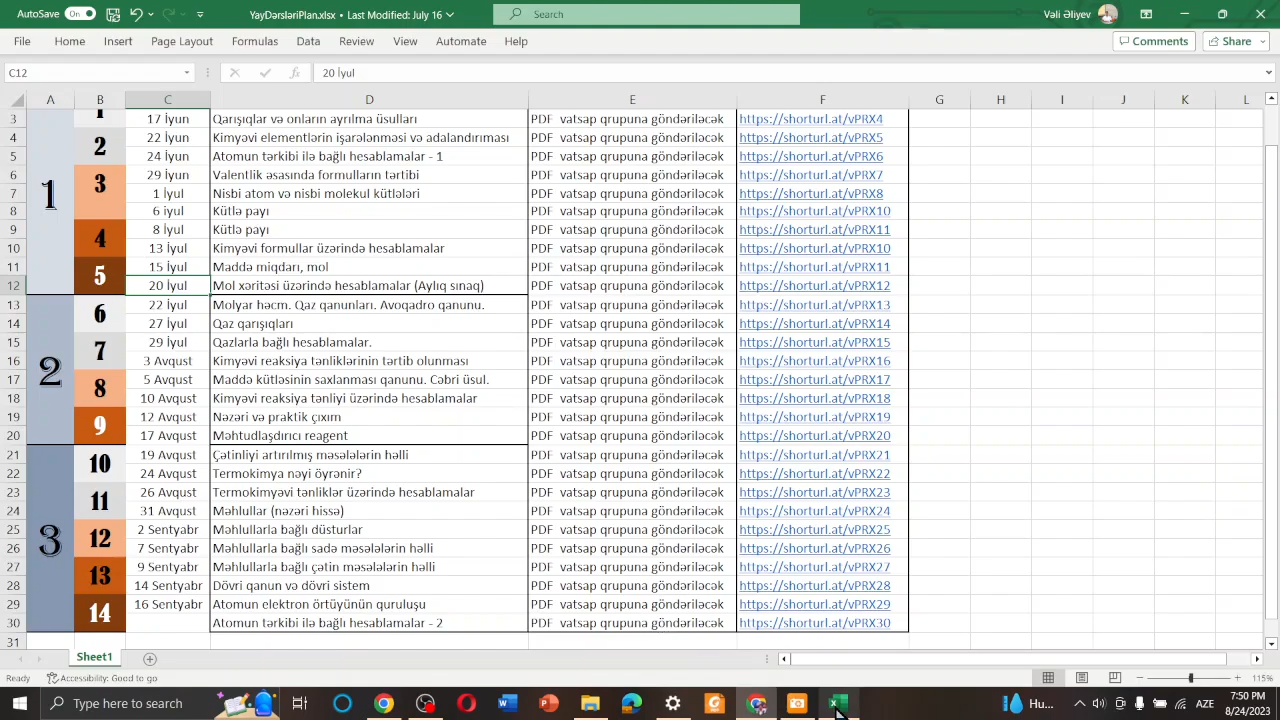 AutoSave On YayDərsləriPlan.xlsx • Last Modified: July 16 Search Vəli Əliyev
File Home Insert Page Layout Formulas Data Review View Automate Help Comments Share
C12 fx 20 İyul
A B C D E F G H I J K L
3 17 İyun Qarışıqlar və onların ayrılma üsulları PDF vatsap qrupuna göndəriləcək https://shorturl.at/vPRX4
4 2 22 İyun Kimyəvi elementlərin işarələnməsi və adalandırıması PDF vatsap qrupuna göndəriləcək https://shorturl.at/vPRX5
5 24 İyun Atomun tərkibi ilə bağlı hesablamalar - 1 PDF vatsap qrupuna göndəriləcək https://shorturl.at/vPRX6
6 3 29 İyun Valentlik əsasında formulların tərtibi PDF vatsap qrupuna göndəriləcək https://shorturl.at/vPRX7
7 1 1 İyul Nisbi atom və nisbi molekul kütlələri PDF vatsap qrupuna göndəriləcək https://shorturl.at/vPRX8
8 6 iyul Kütlə payı PDF vatsap qrupuna göndəriləcək https://shorturl.at/vPRX10
9 4 8 İyul Kütlə payı PDF vatsap qrupuna göndəriləcək https://shorturl.at/vPRX11
10 13 İyul Kimyəvi formullar üzərində hesablamalar PDF vatsap qrupuna göndəriləcək https://shorturl.at/vPRX10
11 5 15 İyul Maddə miqdarı, mol PDF vatsap qrupuna göndəriləcək https://shorturl.at/vPRX11
12 20 İyul Mol xəritəsi üzərində hesablamalar (Aylıq sınaq) PDF vatsap qrupuna göndəriləcək https://shorturl.at/vPRX12
13 6 22 İyul Molyar həcm. Qaz qanunları. Avoqadro qanunu. PDF vatsap qrupuna göndəriləcək https://shorturl.at/vPRX13
14 27 İyul Qaz qarışıqları PDF vatsap qrupuna göndəriləcək https://shorturl.at/vPRX14
15 7 29 İyul Qazlarla bağlı hesablamalar. PDF vatsap qrupuna göndəriləcək https://shorturl.at/vPRX15
16 2 3 Avqust Kimyəvi reaksiya tənliklərinin tərtib olunması PDF vatsap qrupuna göndəriləcək https://shorturl.at/vPRX16
17 8 5 Avqust Maddə kütləsinin saxlanması qanunu. Cəbri üsul. PDF vatsap qrupuna göndəriləcək https://shorturl.at/vPRX17
18 10 Avqust Kimyəvi reaksiya tənliyi üzərində hesablamalar PDF vatsap qrupuna göndəriləcək https://shorturl.at/vPRX18
19 9 12 Avqust Nəzəri və praktik çıxım PDF vatsap qrupuna göndəriləcək https://shorturl.at/vPRX19
20 17 Avqust Məhtudlaşdırıcı reagent PDF vatsap qrupuna göndəriləcək https://shorturl.at/vPRX20
21 10 19 Avqust Çətinliyi artırılmış məsələlərin həlli PDF vatsap qrupuna göndəriləcək https://shorturl.at/vPRX21
22 24 Avqust Termokimya nəyi öyrənir? PDF vatsap qrupuna göndəriləcək https://shorturl.at/vPRX22
23 11 26 Avqust Termokimyəvi tənliklər üzərində hesablamalar PDF vatsap qrupuna göndəriləcək https://shorturl.at/vPRX23
24 31 Avqust Məhlullar (nəzəri hissə) PDF vatsap qrupuna göndəriləcək https://shorturl.at/vPRX24
25 3 12 2 Sentyabr Məhlullarla bağlı düsturlar PDF vatsap qrupuna göndəriləcək https://shorturl.at/vPRX25
26 7 Sentyabr Məhlullarla bağlı sadə məsələlərin həlli PDF vatsap qrupuna göndəriləcək https://shorturl.at/vPRX26
27 13 9 Sentyabr Məhlullarla bağlı çətin məsələlərin həlli PDF vatsap qrupuna göndəriləcək https://shorturl.at/vPRX27
28 14 Sentyabr Dövri qanun və dövri sistem PDF vatsap qrupuna göndəriləcək https://shorturl.at/vPRX28
29 14 16 Sentyabr Atomun elektron örtüyünün quruluşu PDF vatsap qrupuna göndəriləcək https://shorturl.at/vPRX29
30 Atomun tərkibi ilə bağlı hesablamalar - 2 PDF vatsap qrupuna göndəriləcək https://shorturl.at/vPRX30
31
Sheet1
Ready Accessibility: Good to go 115%
Type here to search Hu... AZE 7:50 PM
8/24/2023